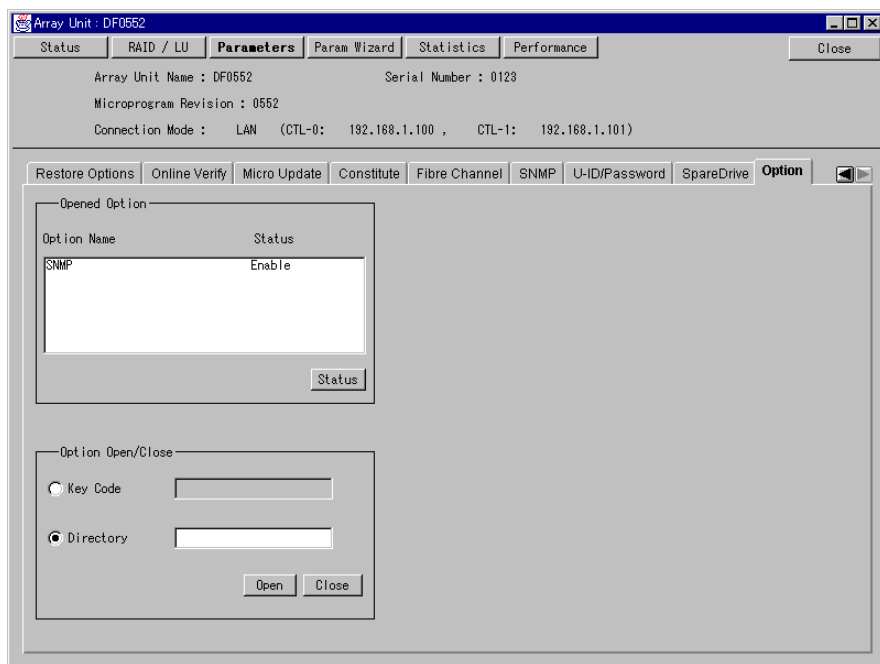 Array Unit : DF0552
Status RAID / LU Parameters Param Wizard Statistics Performance Close
Array Unit Name : DF0552 Serial Number : 0123
Microprogram Revision : 0552
Connection Mode : LAN (CTL-0: 192.168.1.100 , CTL-1: 192.168.1.101)
Restore Options Online Verify Micro Update Constitute Fibre Channel SNMP U-ID/Password SpareDrive Option
Opened Option
Option Name Status
SNMP Enable
Status
Option Open/Close
Key Code
Directory
Open Close